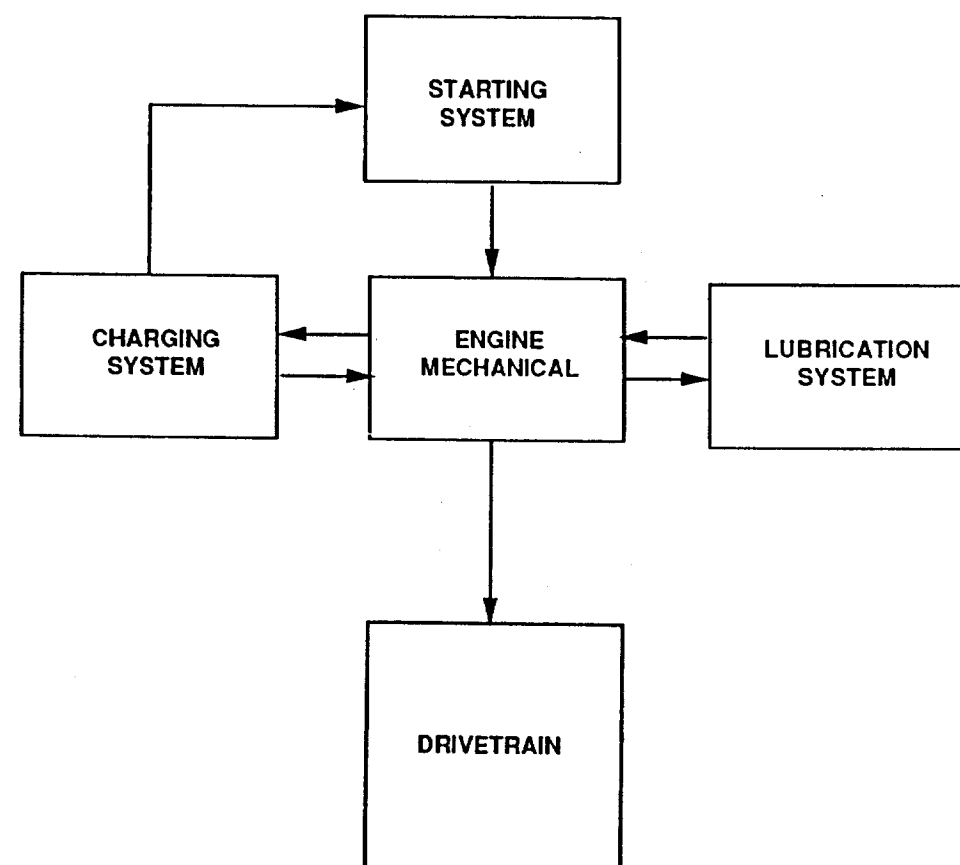 STARTING
SYSTEM
CHARGING
SYSTEM
ENGINE
MECHANICAL
LUBRICATION
SYSTEM
DRIVETRAIN